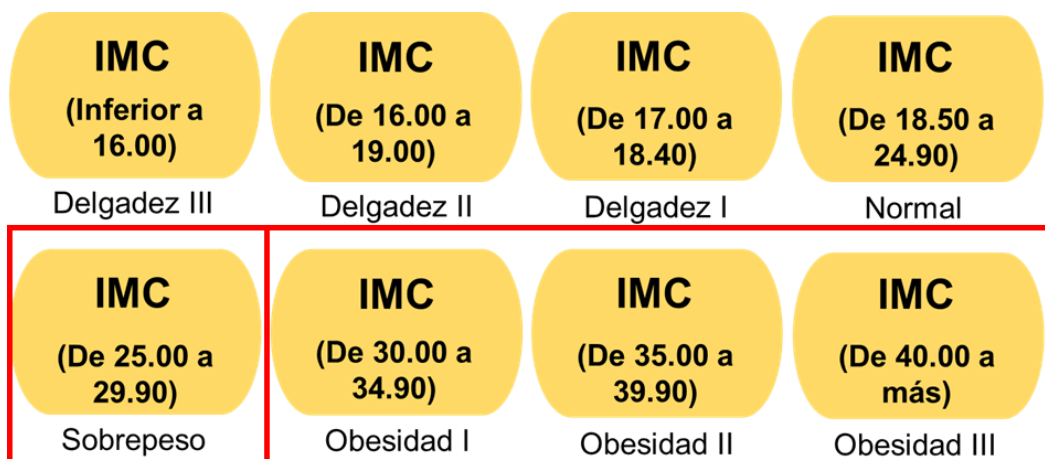 IMC
(Inferior a
16.00)
Delgadez III
IMC
(De 16.00 a
19.00)
Delgadez II
IMC
(De 17.00 a
18.40)
Delgadez I
IMC
(De 18.50 a
24.90)
Normal
IMC
(De 25.00 a
29.90)
Sobrepeso
IMC
(De 30.00 a
34.90)
Obesidad I
IMC
(De 35.00 a
39.90)
Obesidad II
IMC
(De 40.00 a
más)
Obesidad III